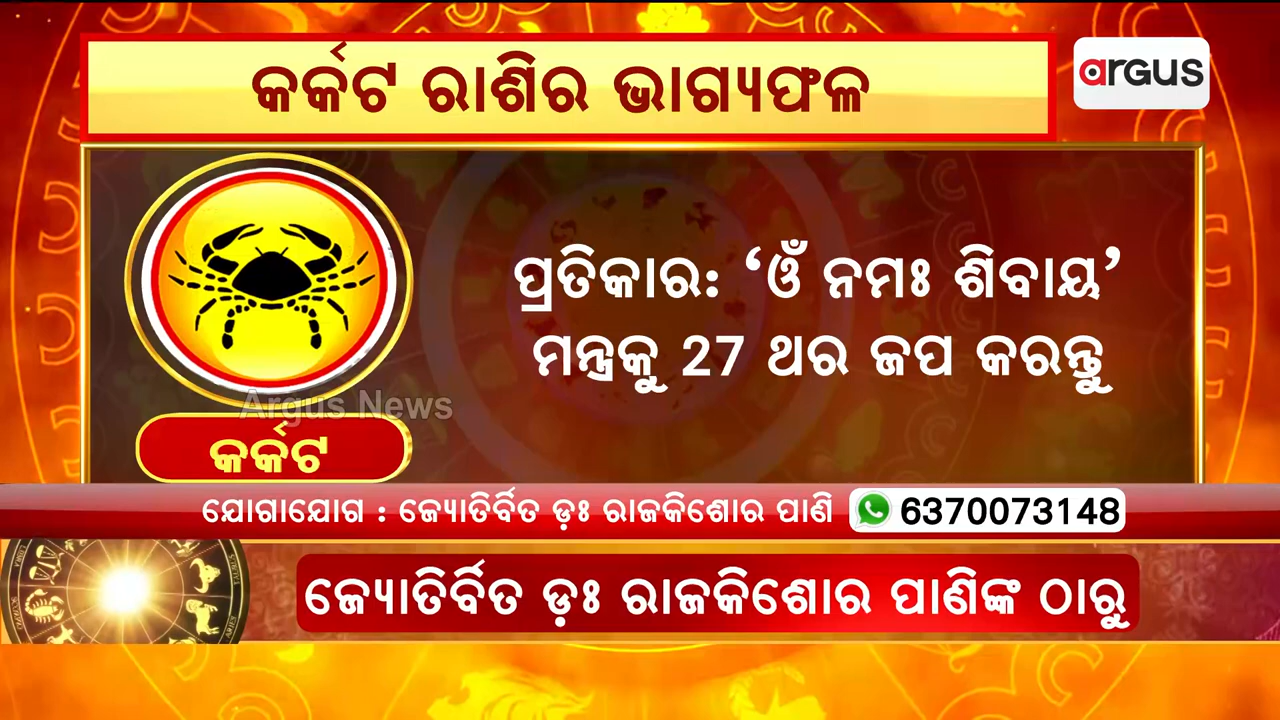 କର୍କଟ ରାଶିର ଭାଗ୍ୟଫଳ
argus
ପ୍ରତିକାର: ‘ଓଁ ନମଃ ଶିବାୟ’
ମନ୍ତ୍ରକୁ 27 ଥର ଜପ କରନ୍ତୁ
Argus News
କର୍କଟ
ଯୋଗାଯୋଗ : ଜ୍ୟୋତିର୍ବିତ ଡ଼ଃ ରାଜକିଶୋର ପାଣି 6370073148
ଜ୍ୟୋତିର୍ବିତ ଡ଼ଃ ରାଜକିଶୋର ପାଣିଙ୍କ ଠାରୁ